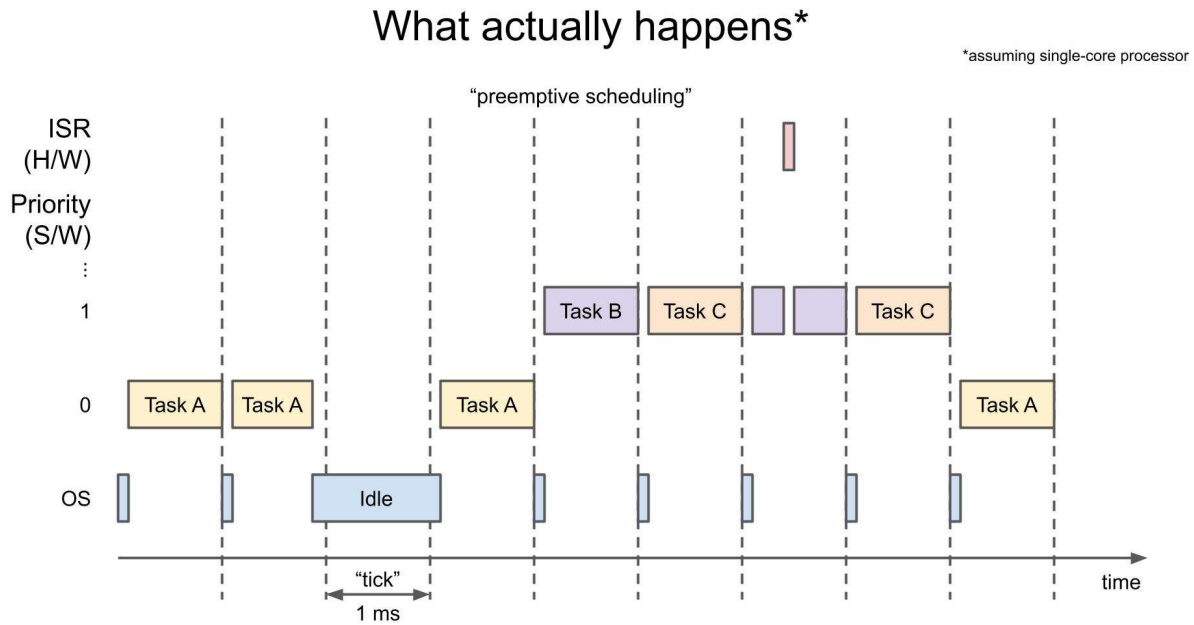 What actually happens*
*assuming single-core processor
“preemptive scheduling”
ISR
(H/W)
Priority
(S/W)
⋮
1
Task B
Task C
Task C
0
Task A
Task A
Task A
Task A
OS
Idle
“tick”
1 ms
time